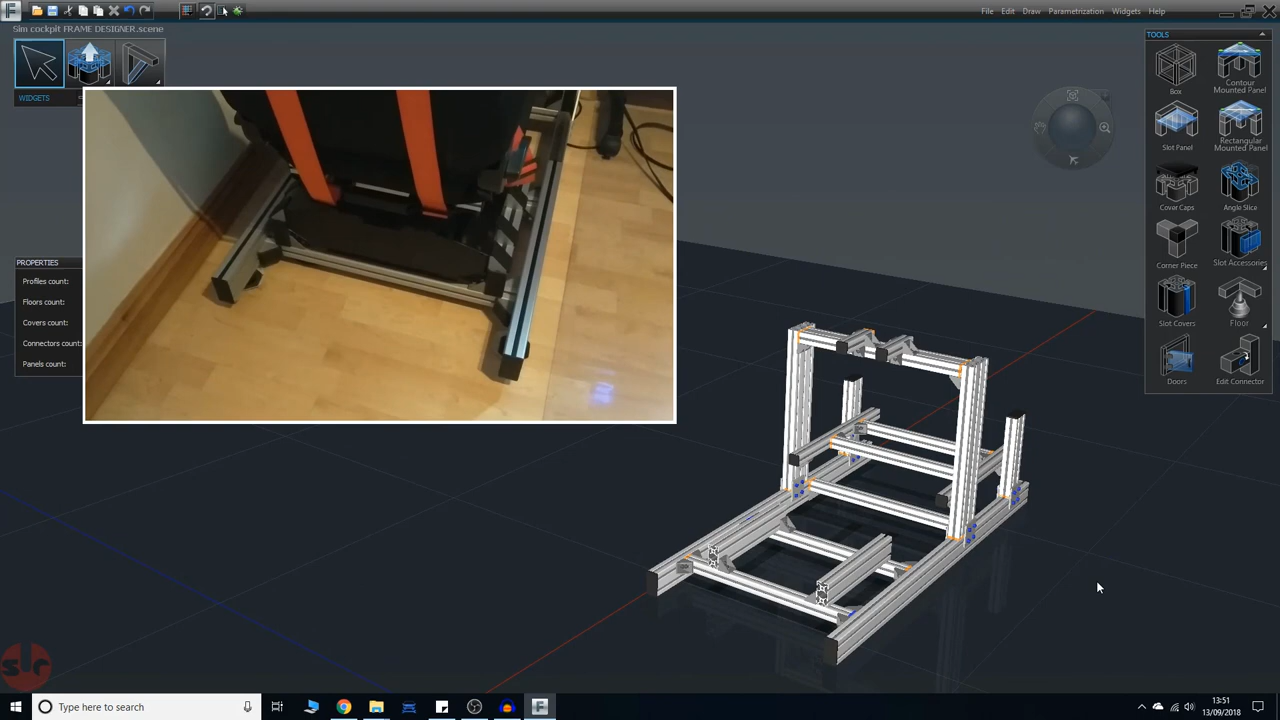 File Edit Draw Parametrization Widgets Help
Sim cockpit FRAME DESIGNER.scene
WIDGETS
TOOLS
Box
Contour Mounted Panel
Slot Panel
Rectangular Mounted Panel
Cover Caps
Angle Slice
Corner Piece
Slot Accessories
Slot Covers
Floor
Doors
Edit Connector
PROPERTIES
Profiles count:
Floors count:
Covers count:
Connectors count:
Panels count:
slr
Type here to search
13:51
13/09/2018